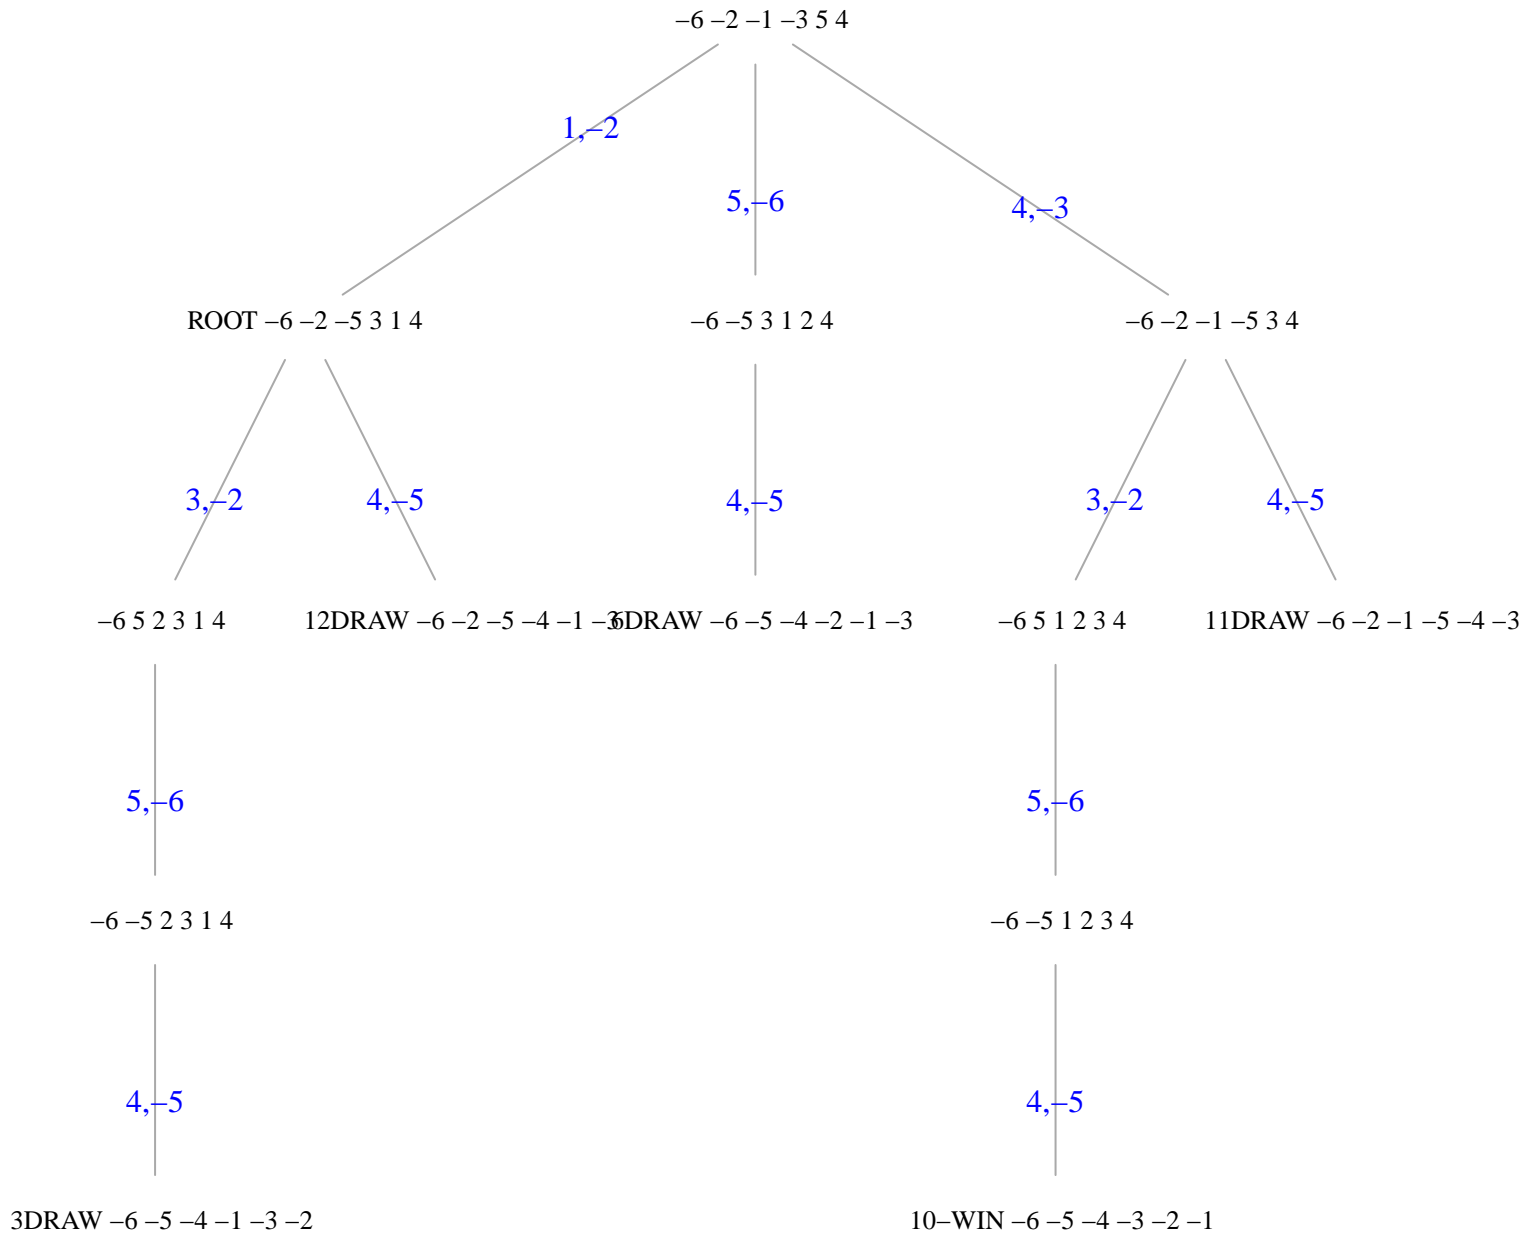 –6 –2 –1 –3 5 4
1,–2
5,–6
4,–3
ROOT –6 –2 –5 3 1 4
–6 –5 3 1 2 4
–6 –2 –1 –5 3 4
3,–2
4,–5
4,–5
3,–2
4,–5
–6 5 2 3 1 4
12DRAW –6 –2 –5 –4 –1 –3
6DRAW –6 –5 –4 –2 –1 –3
–6 5 1 2 3 4
11DRAW –6 –2 –1 –5 –4 –3
5,–6
5,–6
–6 –5 2 3 1 4
–6 –5 1 2 3 4
4,–5
4,–5
3DRAW –6 –5 –4 –1 –3 –2
10–WIN –6 –5 –4 –3 –2 –1